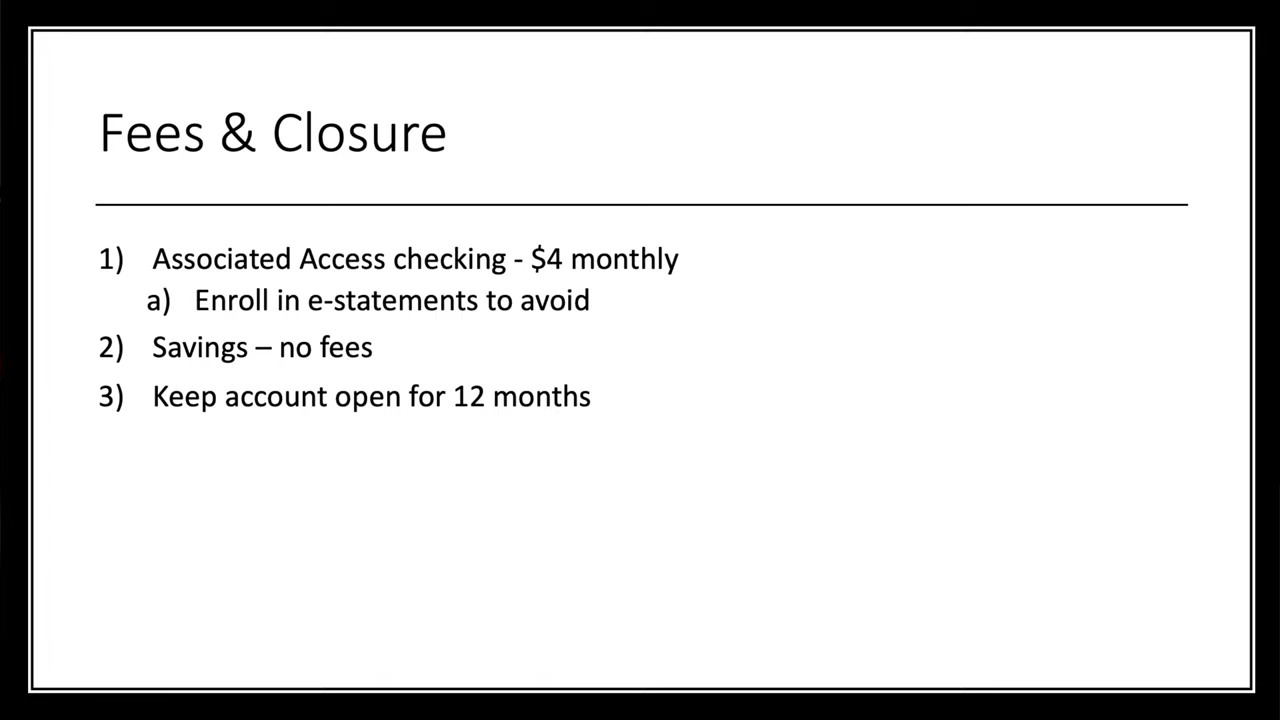 Fees & Closure
1) Associated Access checking - $4 monthly
a) Enroll in e-statements to avoid
2) Savings – no fees
3) Keep account open for 12 months